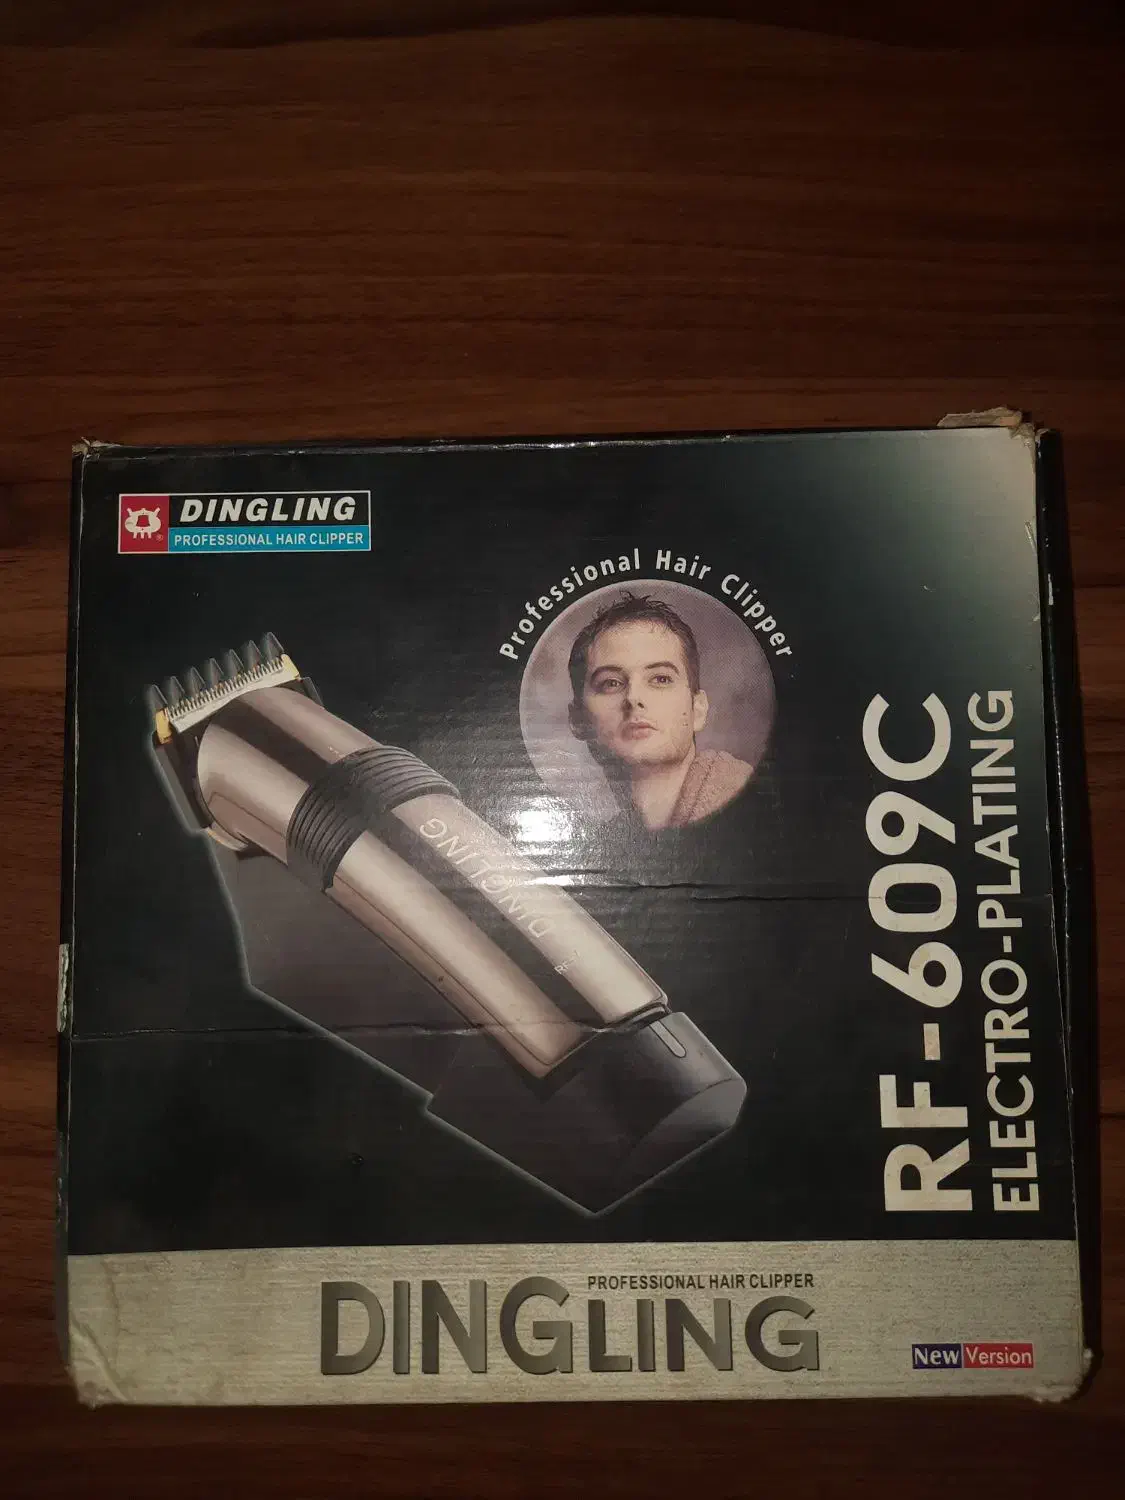 DINGLING
PROFESSIONAL HAIR CLIPPER
Professional Hair Clipper
DINGLING
RF-609C
ELECTRO-PLATING
PROFESSIONAL HAIR CLIPPER
DINGLING
New Version